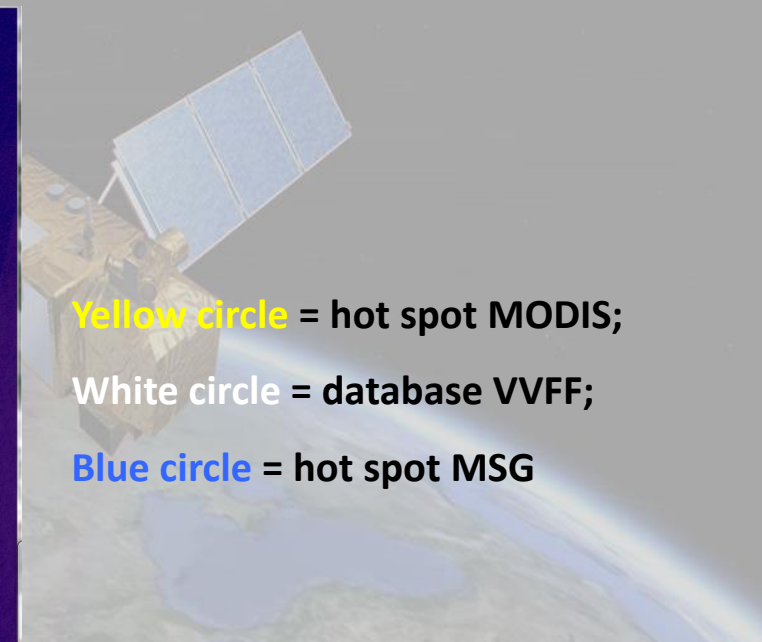 Yellow circle = hot spot MODIS;
White circle = database VVFF;
Blue circle = hot spot MSG